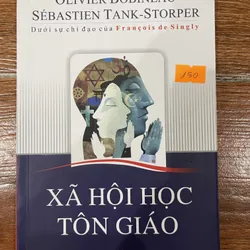 OLIVIER BOBINEAU
SÉBASTIEN TANK-STORPER
Dưới sự chỉ đạo của François de Singly
150
XÃ HỘI HỌC
TÔN GIÁO